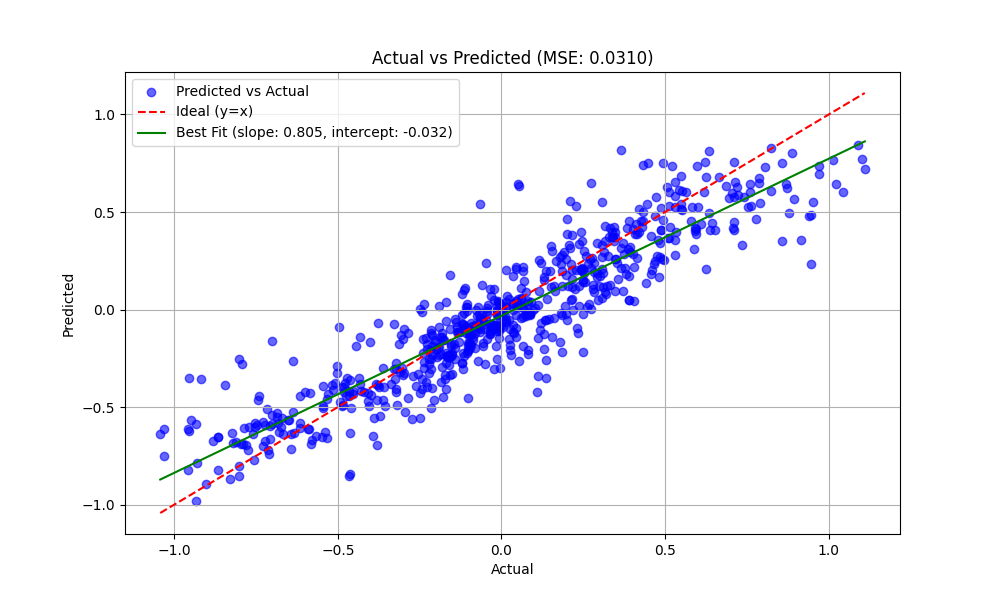 Actual vs Predicted (MSE: 0.0310)
Predicted vs Actual
Ideal (y=x)
Best Fit (slope: 0.805, intercept: -0.032)
1.0
0.5
0.0
−0.5
−1.0
Predicted
−1.0 −0.5 0.0 0.5 1.0
Actual